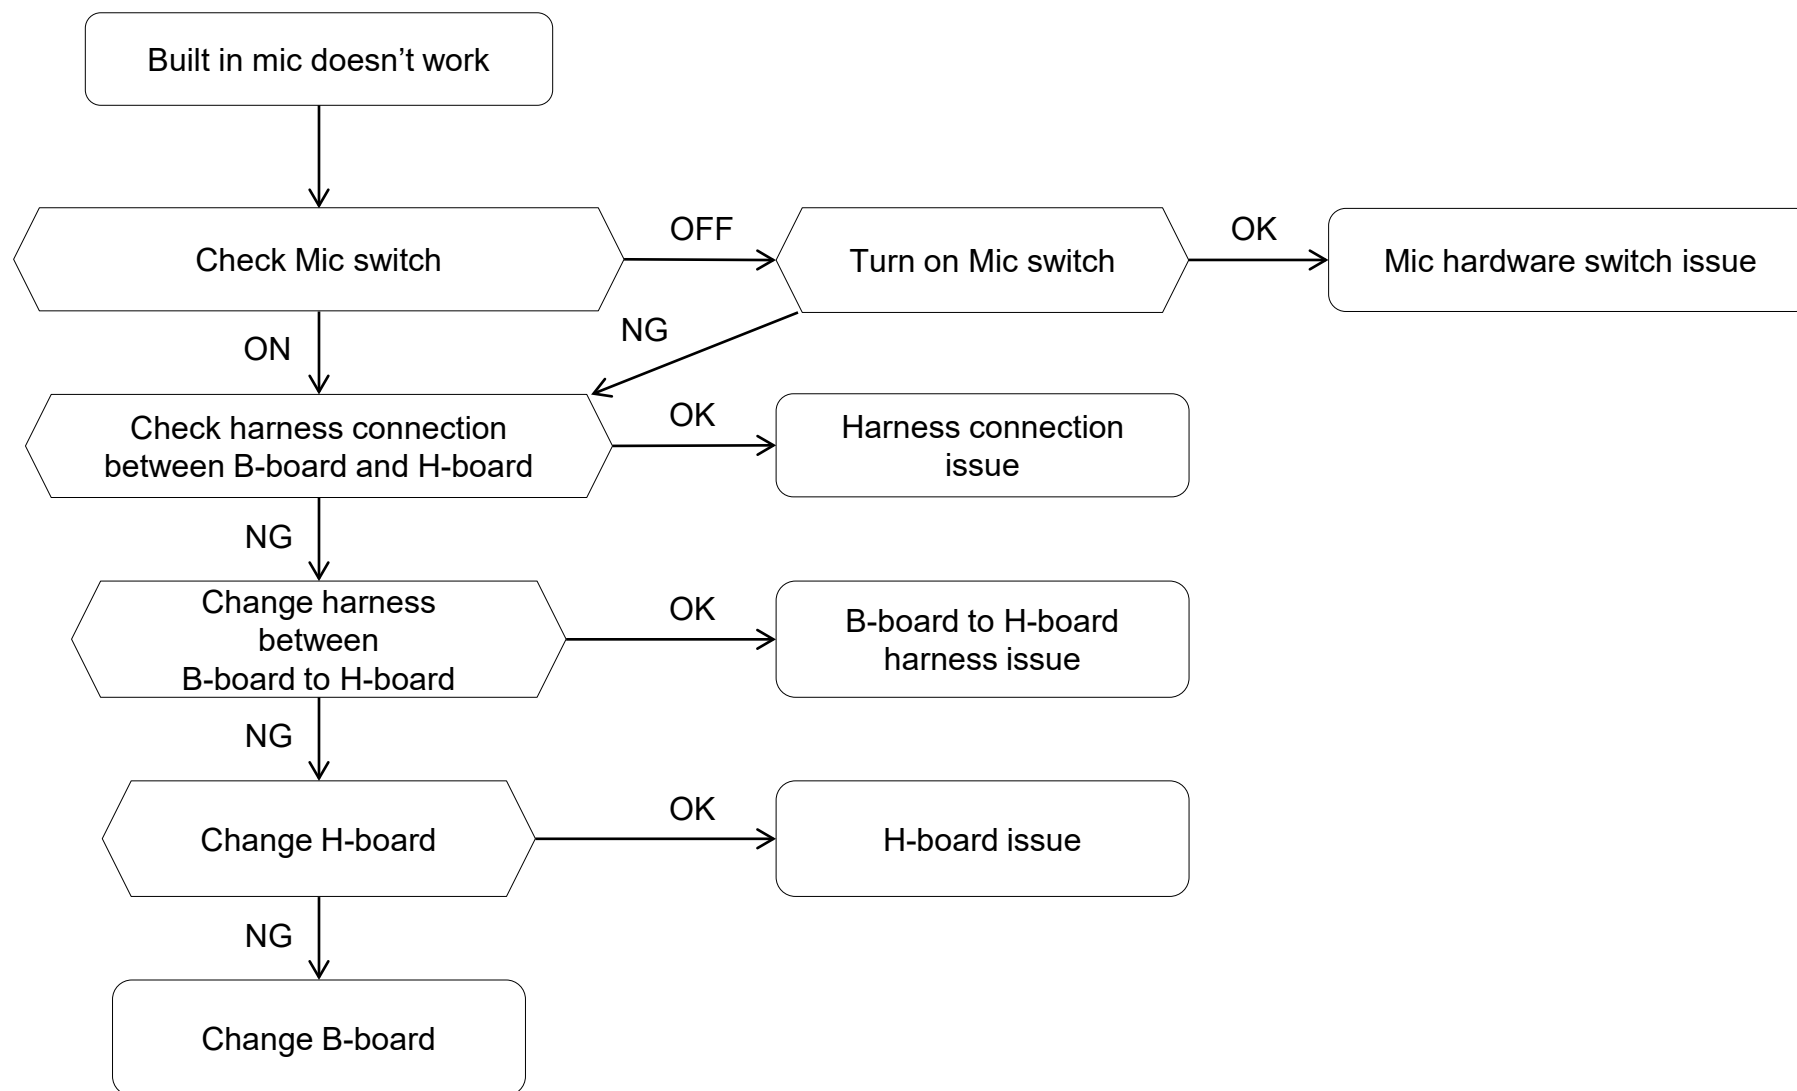 Built in mic doesn’t work
Check Mic switch
OFF
Turn on Mic switch
OK
Mic hardware switch issue
ON
NG
Check harness connection
between B-board and H-board
OK
Harness connection
issue
NG
Change harness
between
B-board to H-board
OK
B-board to H-board
harness issue
NG
Change H-board
OK
H-board issue
NG
Change B-board